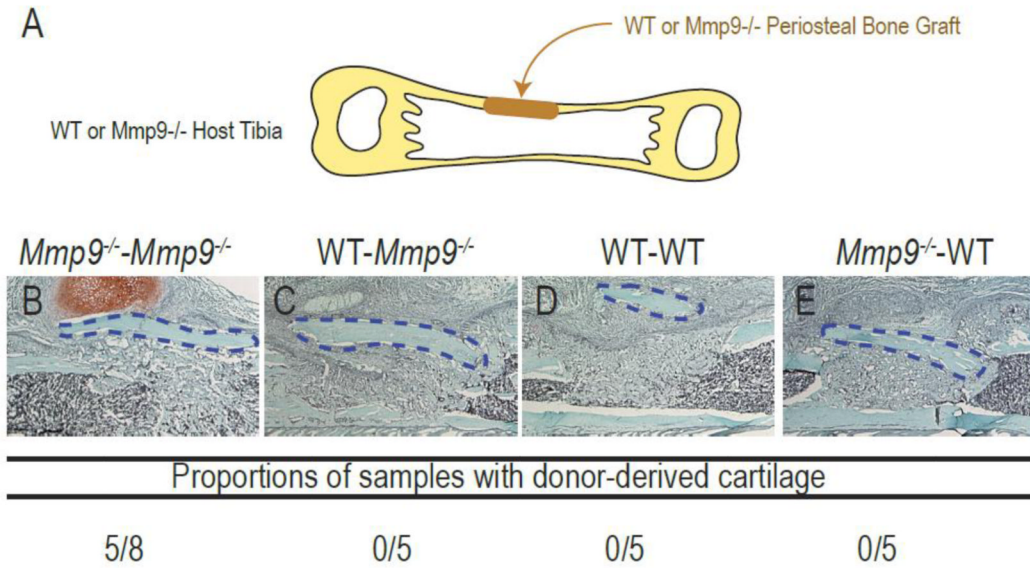 A
WT or Mmp9-/- Periosteal Bone Graft
WT or Mmp9-/- Host Tibia
Mmp9-/--Mmp9-/- WT-Mmp9-/- WT-WT Mmp9-/--WT
B C D E
Proportions of samples with donor-derived cartilage
5/8 0/5 0/5 0/5